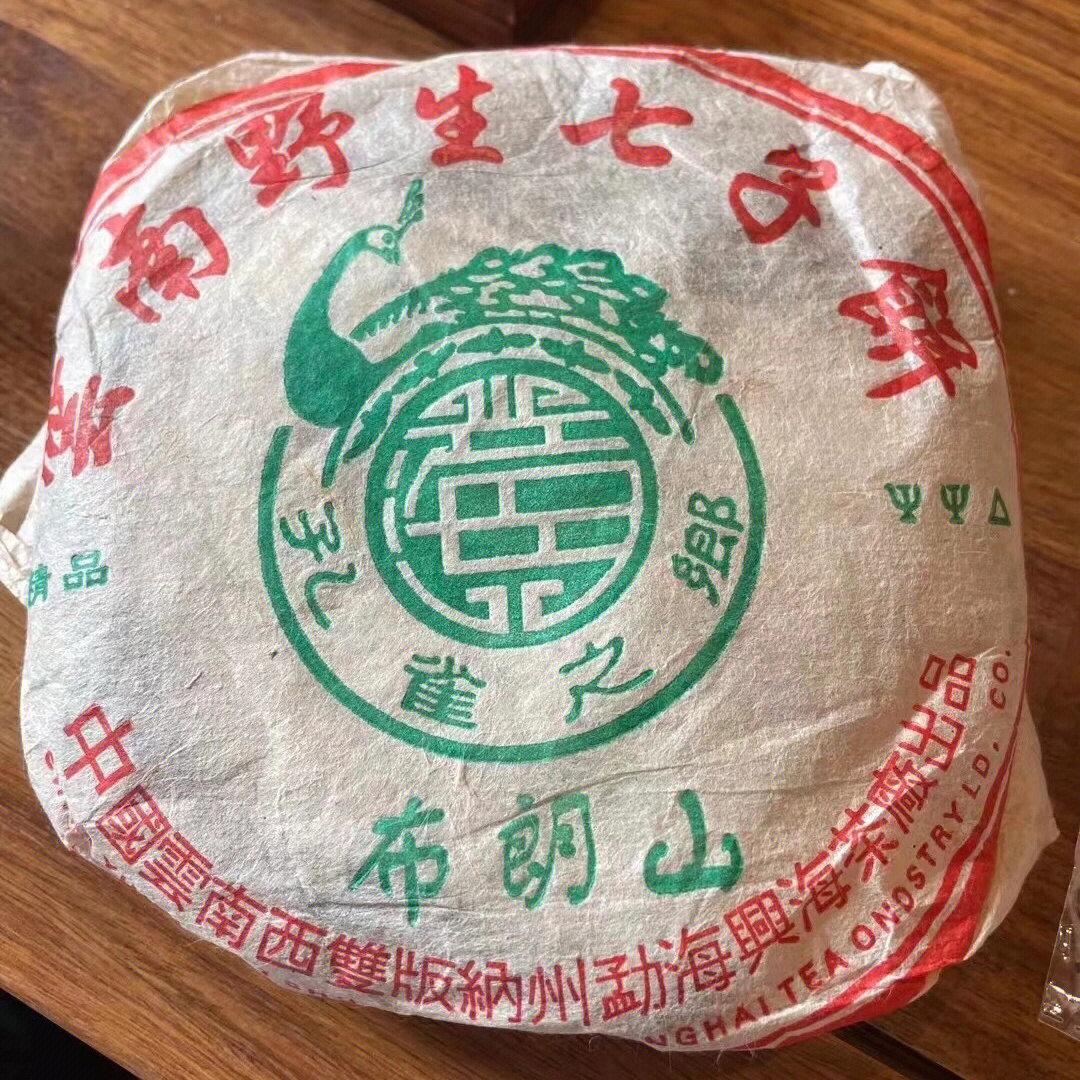 雲南野生七子餅
孔雀之鄉
精品
ΨΨΔ
布朗山
中國雲南西雙版納州勐海興海茶廠出品
NGHAI TEA ONOSTRY LD. CO.